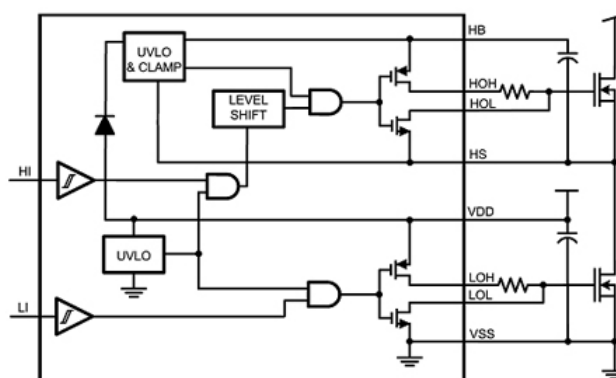 HB
UVLO
& CLAMP
HOH
LEVEL
SHIFT
HOL
HI
HS
VDD
UVLO
LOH
LI
LOL
VSS